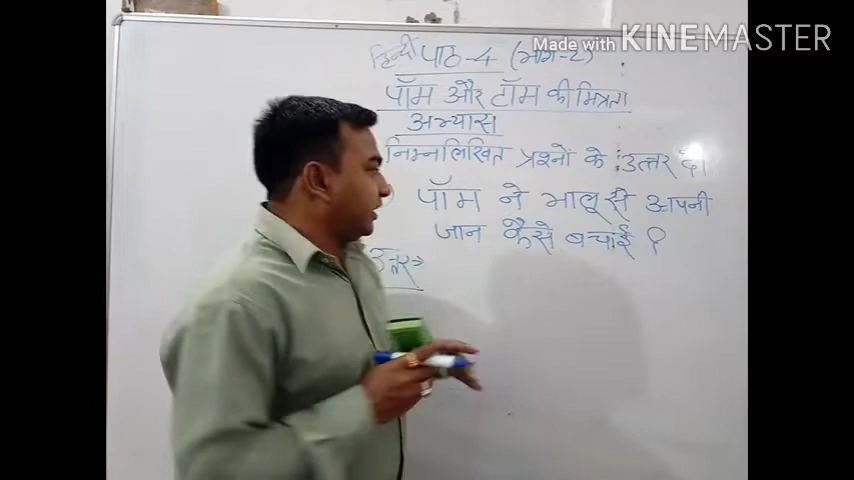 Made with KINEMASTER
हिन्दी पाठ-4 (भाग-2)
पॉम और टॉम की मित्रता
अभ्यास
निम्नलिखित प्रश्नों के उत्तर दें।
पॉम ने भालू से अपनी
जान कैसे बचाई ?
उत्तर→